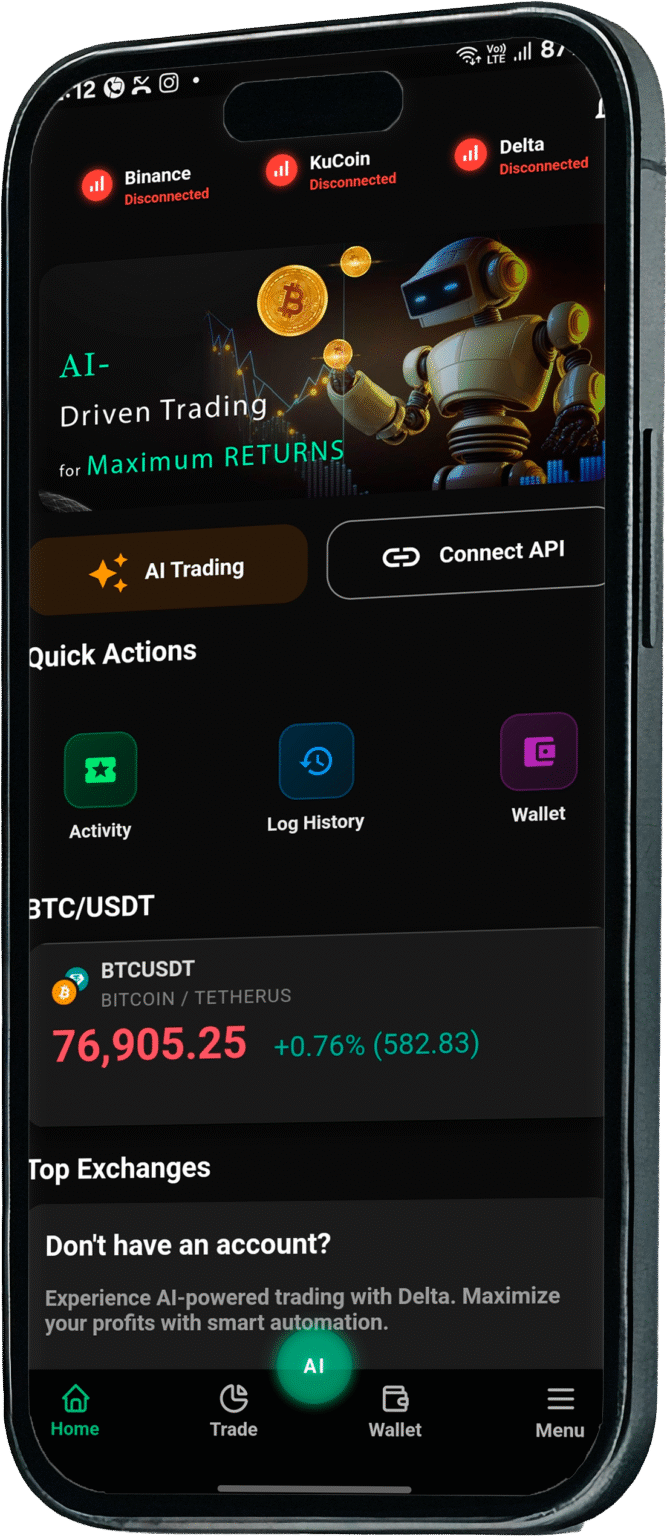 :12
Vo))
LTE
87
Binance
Disconnected
KuCoin
Disconnected
Delta
Disconnected
AI-
Driven Trading
for Maximum RETURNS
AI Trading
Connect API
Quick Actions
Activity
Log History
Wallet
BTC/USDT
BTCUSDT
BITCOIN / TETHERUS
76,905.25 +0.76% (582.83)
Top Exchanges
Don't have an account?
Experience AI-powered trading with Delta. Maximize
your profits with smart automation.
AI
Home
Trade
Wallet
Menu